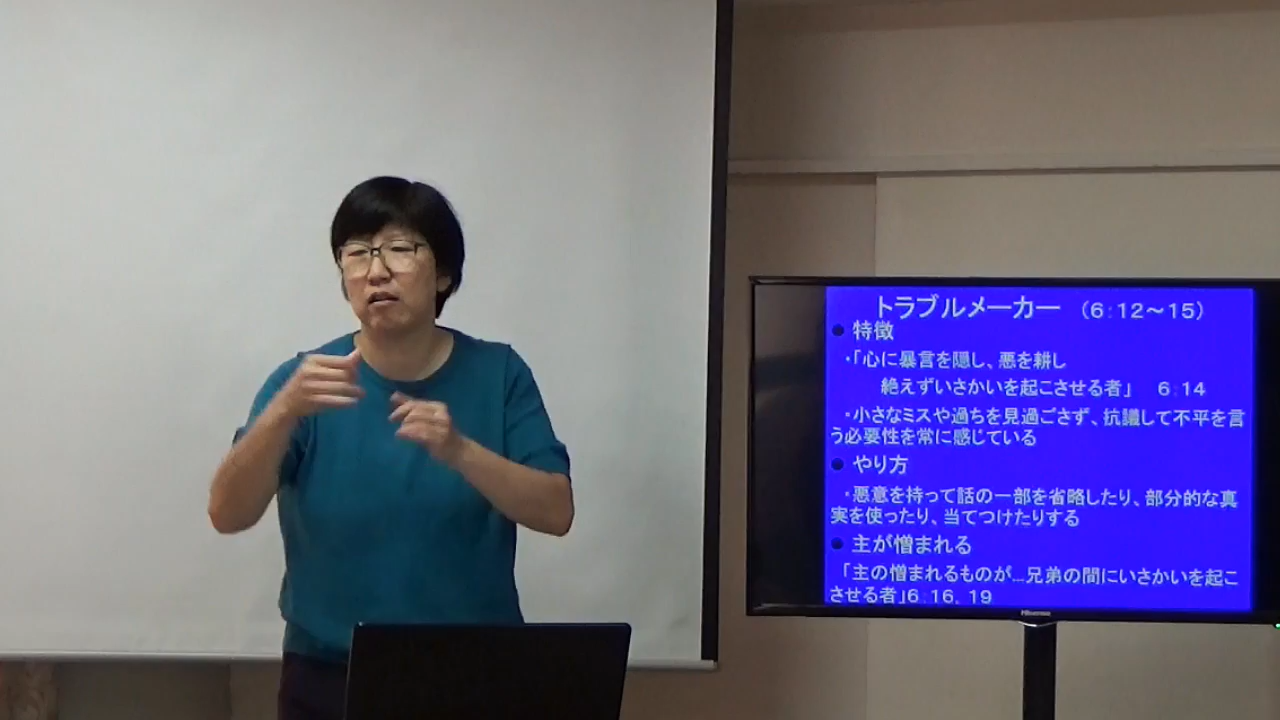 トラブルメーカー （6：12～15）
● 特徴
・「心に暴言を隠し、悪を耕し
絶えずいさかいを起こさせる者」 6：14
・小さなミスや過ちを見過ごさず、抗議して不平を言
う必要性を常に感じている
● やり方
・悪意を持って話の一部を省略したり、部分的な真
実を使ったり、当てつけたりする
● 主が憎まれる
「主の憎まれるものが…兄弟の間にいさかいを起こ
させる者」6：16，19
Hisense